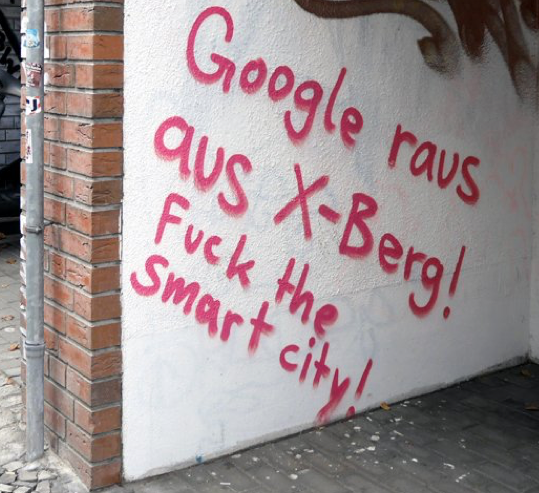 Google raus
aus X-Berg!
Fuck the
smart city!